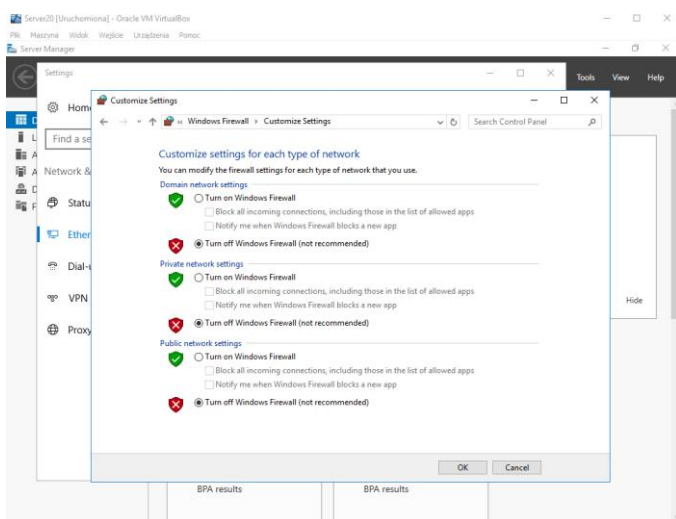 Server20 [Uruchomiona] - Oracle VM VirtualBox
Plik Maszyna Widok Wejście Urządzenia Pomoc
Server Manager
Settings
Tools View Help
Customize Settings
Home
Windows Firewall > Customize Settings
Search Control Panel
Find a se
Customize settings for each type of network
You can modify the firewall settings for each type of network that you use.
Network &
Domain network settings
Turn on Windows Firewall
Block all incoming connections, including those in the list of allowed apps
Notify me when Windows Firewall blocks a new app
Turn off Windows Firewall (not recommended)
Statu
Ether
Private network settings
Turn on Windows Firewall
Block all incoming connections, including those in the list of allowed apps
Notify me when Windows Firewall blocks a new app
Turn off Windows Firewall (not recommended)
Dial-u
VPN
Hide
Proxy
Public network settings
Turn on Windows Firewall
Block all incoming connections, including those in the list of allowed apps
Notify me when Windows Firewall blocks a new app
Turn off Windows Firewall (not recommended)
OK Cancel
BPA results BPA results